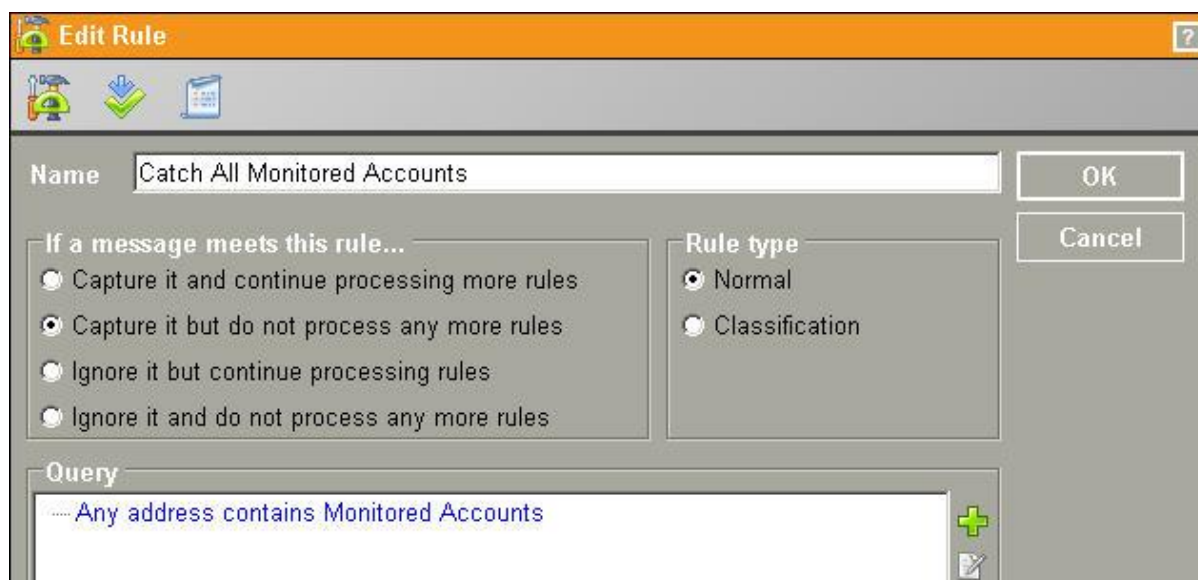 Edit Rule
?
Name
Catch All Monitored Accounts
OK
Cancel
If a message meets this rule...
Capture it and continue processing more rules
Capture it but do not process any more rules
Ignore it but continue processing rules
Ignore it and do not process any more rules
Rule type
Normal
Classification
Query
Any address contains Monitored Accounts